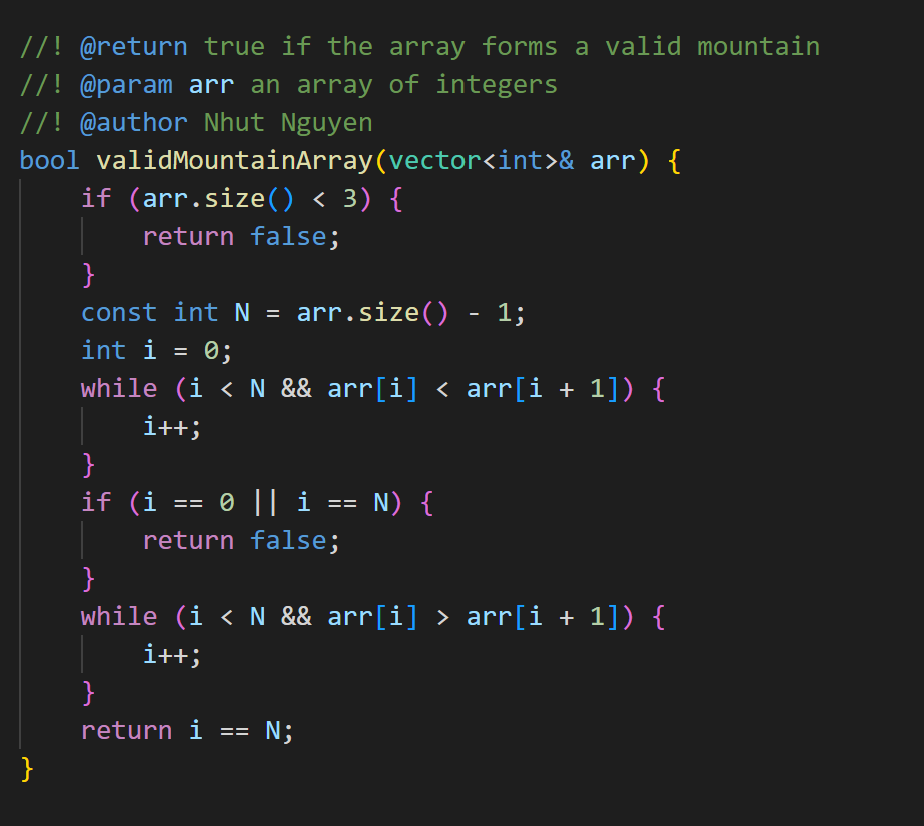 //! @return true if the array forms a valid mountain
//! @param arr an array of integers
//! @author Nhut Nguyen
bool validMountainArray(vector<int>& arr) {
    if (arr.size() < 3) {
        return false;
    }
    const int N = arr.size() - 1;
    int i = 0;
    while (i < N && arr[i] < arr[i + 1]) {
        i++;
    }
    if (i == 0 || i == N) {
        return false;
    }
    while (i < N && arr[i] > arr[i + 1]) {
        i++;
    }
    return i == N;
}